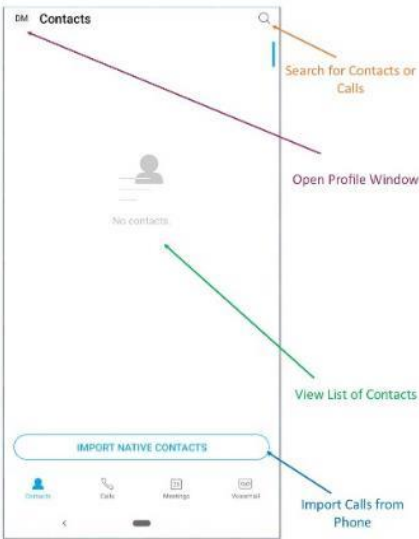 DM Contacts
Search for Contacts or
Calls
Open Profile Window
No contacts
View List of Contacts
IMPORT NATIVE CONTACTS
Contacts
Calls
Meetings
Voicemail
Import Calls from
Phone